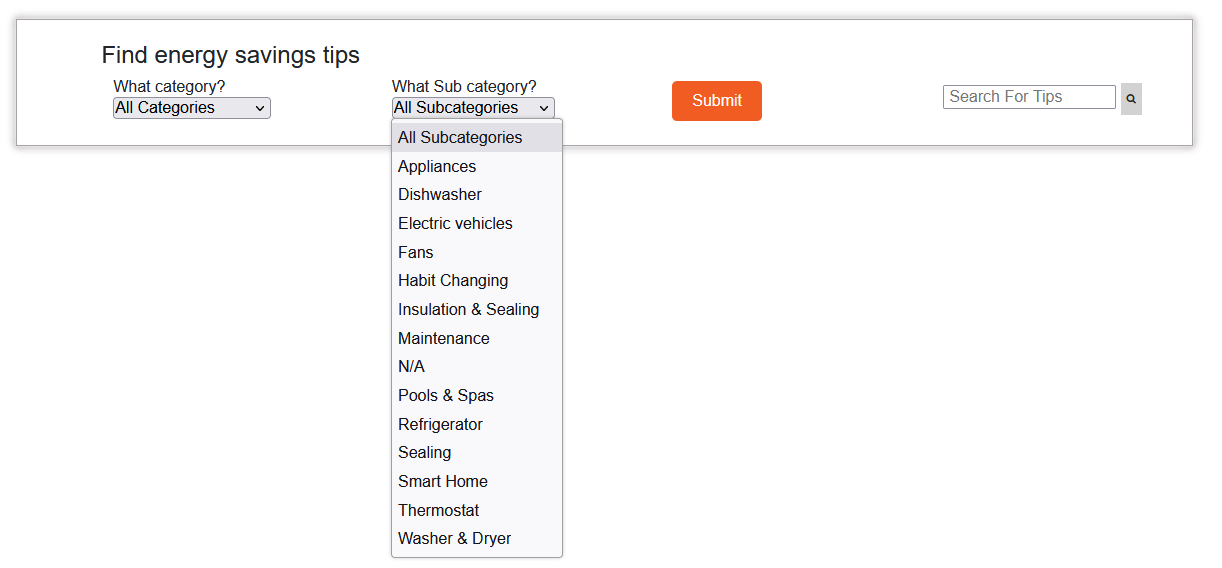 Find energy savings tips
What category?
All Categories
What Sub category?
All Subcategories
Submit
Search For Tips
All Subcategories
Appliances
Dishwasher
Electric vehicles
Fans
Habit Changing
Insulation & Sealing
Maintenance
N/A
Pools & Spas
Refrigerator
Sealing
Smart Home
Thermostat
Washer & Dryer